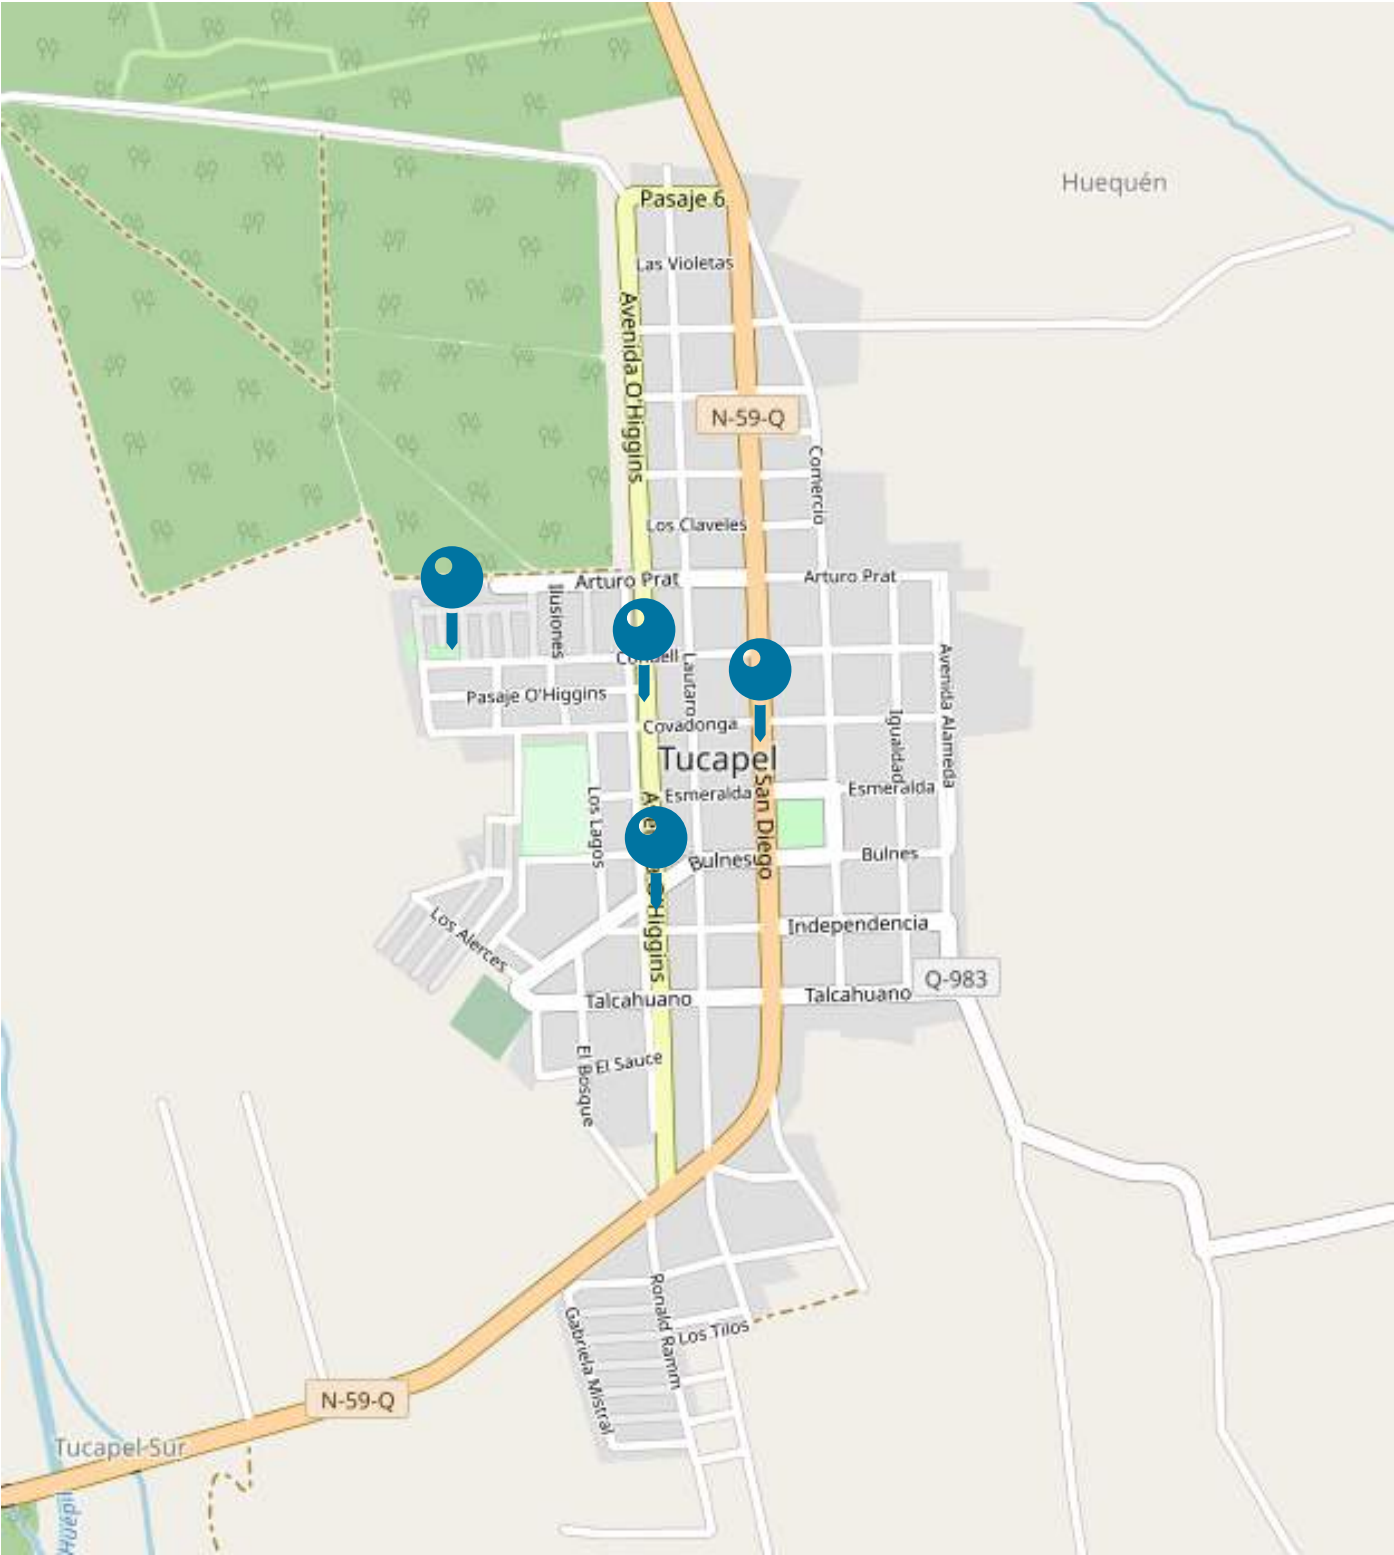 Huequén
Pasaje 6
Las Violetas
Avenida O'Higgins
N-59-Q
Comercio
Los Claveles
Arturo Prat
Arturo Prat
Ilusiones
Lautaro
Avenida Alameda
Pasaje O'Higgins
Covadonga
Igualdad
Tucapel
Esmeralda
Esmeralda
San Diego
Los Lagos
Bulnes
Bulnes
Los Alerces
Independencia
Q-983
Talcahuano
Talcahuano
El Bosque
El Sauce
Ronald Ramm
Los Tilos
Gabriela Mistral
N-59-Q
Tucapel Sur